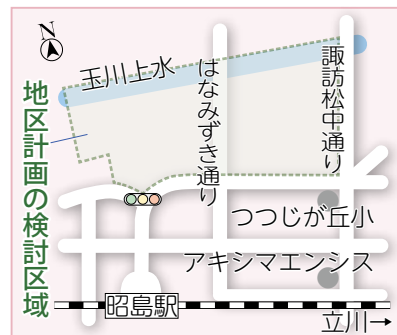 N
玉川上水
はなみずき通り
諏訪松中通り
地区計画の検討区域
つつじが丘小
アキシマエンシス
昭島駅
立川→